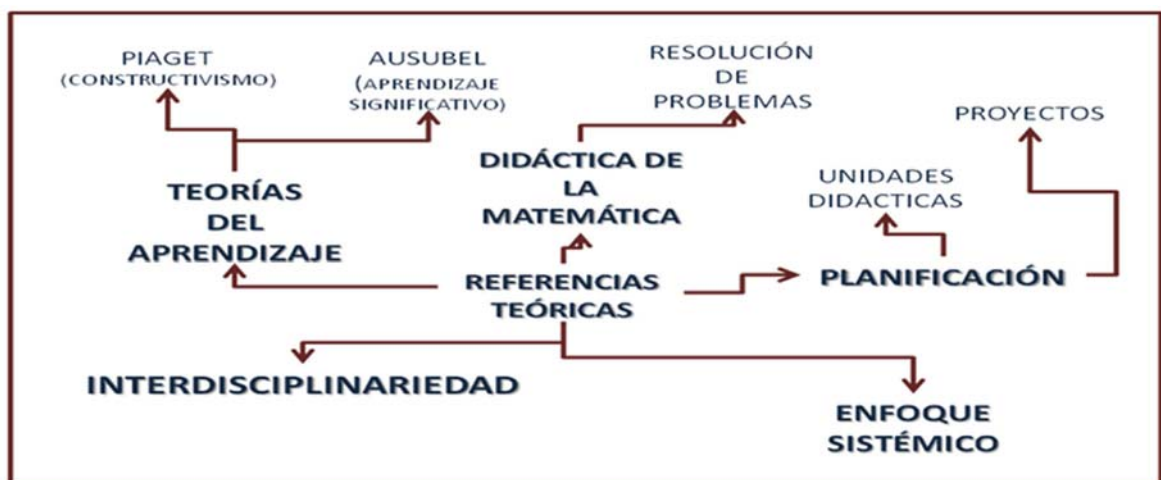 PIAGET
(CONSTRUCTIVISMO)
AUSUBEL
(APRENDIZAJE
SIGNIFICATIVO)
RESOLUCIÓN
DE
PROBLEMAS
PROYECTOS
TEORÍAS
DEL
APRENDIZAJE
DIDÁCTICA DE
LA
MATEMÁTICA
UNIDADES
DIDACTICAS
REFERENCIAS
TEÓRICAS
PLANIFICACIÓN
INTERDISCIPLINARIEDAD
ENFOQUE
SISTÉMICO